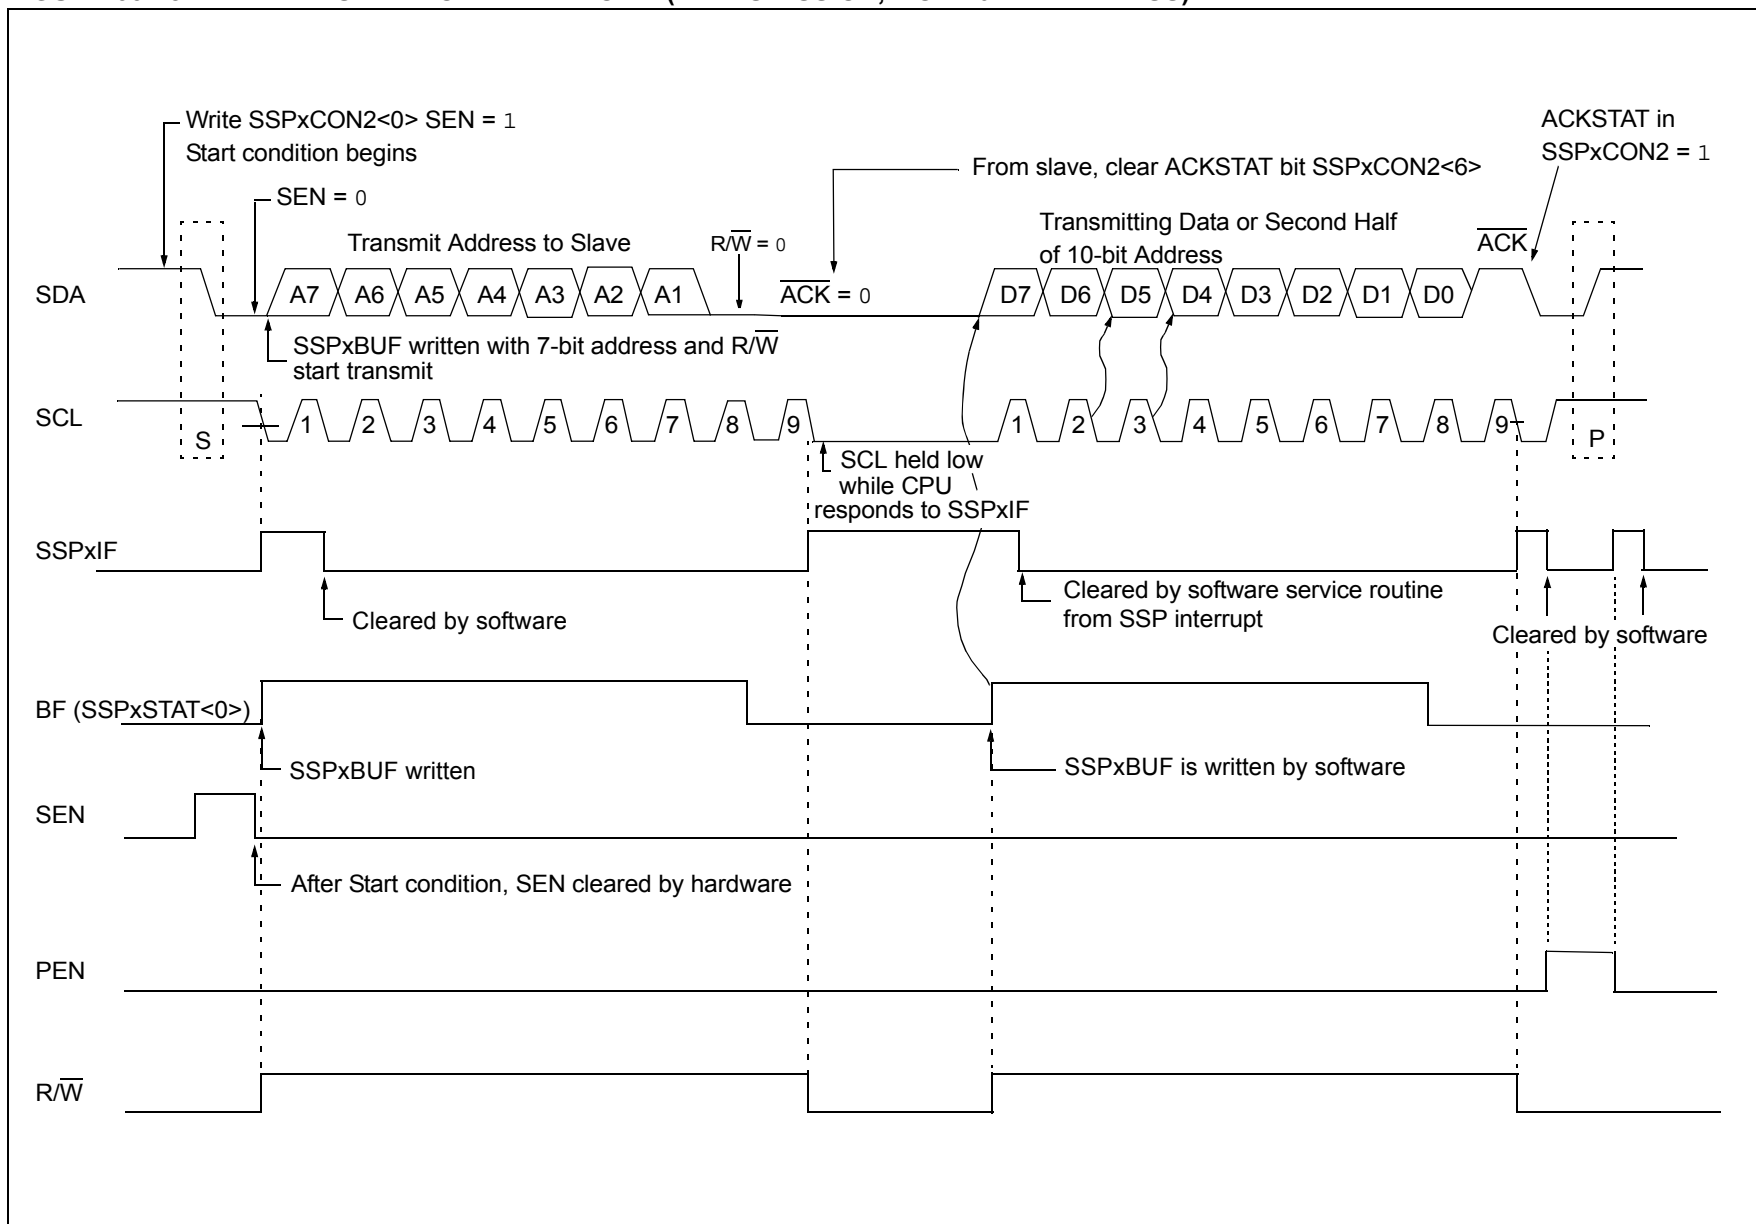 Write SSPxCON2<0> SEN = 1
Start condition begins
ACKSTAT in
SSPxCON2 = 1
From slave, clear ACKSTAT bit SSPxCON2<6>
SEN = 0
Transmit Address to Slave
R/W̅ = 0
Transmitting Data or Second Half
of 10-bit Address
A̅C̅K̅
SDA
A7 A6 A5 A4 A3 A2 A1
A̅C̅K̅ = 0
D7 D6 D5 D4 D3 D2 D1 D0
SSPxBUF written with 7-bit address and R/W̅
start transmit
SCL
S
1 2 3 4 5 6 7 8 9
1 2 3 4 5 6 7 8 9
P
SCL held low
while CPU
responds to SSPxIF
SSPxIF
Cleared by software
Cleared by software service routine
from SSP interrupt
Cleared by software
BF (SSPxSTAT<0>)
SSPxBUF written
SSPxBUF is written by software
SEN
After Start condition, SEN cleared by hardware
PEN
R/W̅